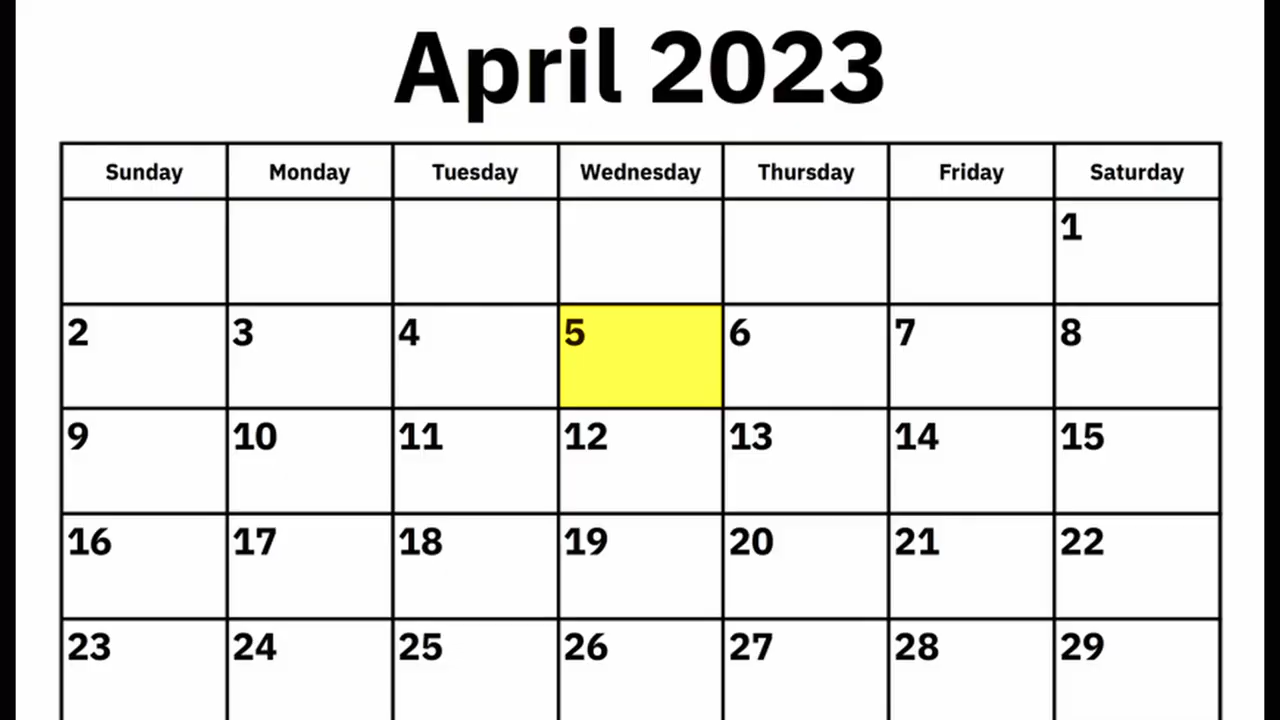 April 2023
Sunday Monday Tuesday Wednesday Thursday Friday Saturday
1
2 3 4 5 6 7 8
9 10 11 12 13 14 15
16 17 18 19 20 21 22
23 24 25 26 27 28 29